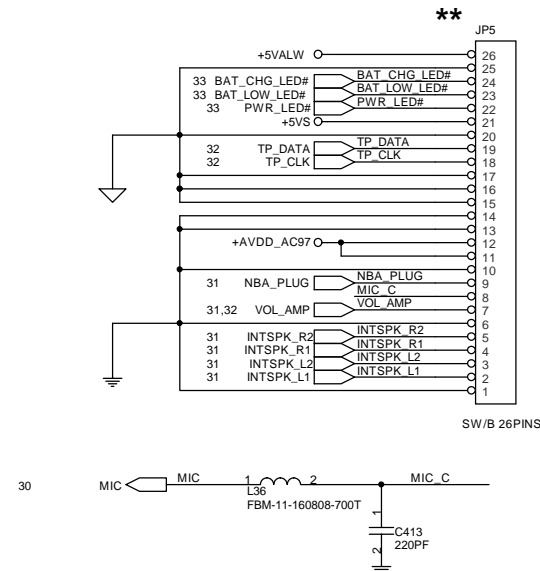 **
JP5
+5VALW 26
25
33 BAT_CHG_LED# BAT_CHG_LED# 24
33 BAT_LOW_LED# BAT_LOW_LED# 23
33 PWR_LED# PWR_LED# 22
+5VS 21
20
32 TP_DATA TP_DATA 19
32 TP_CLK TP_CLK 18
17
16
15
14
13
+AVDD_AC97 12
11
10
31 NBA_PLUG NBA_PLUG 9
MIC_C 8
31,32 VOL_AMP VOL_AMP 7
6
31 INTSPK_R2 INTSPK_R2 5
31 INTSPK_R1 INTSPK_R1 4
31 INTSPK_L2 INTSPK_L2 3
31 INTSPK_L1 INTSPK_L1 2
1
SW/B 26PINS
30 MIC MIC 1 2 MIC_C
L36
FBM-11-160808-700T
1
C413
220PF
2